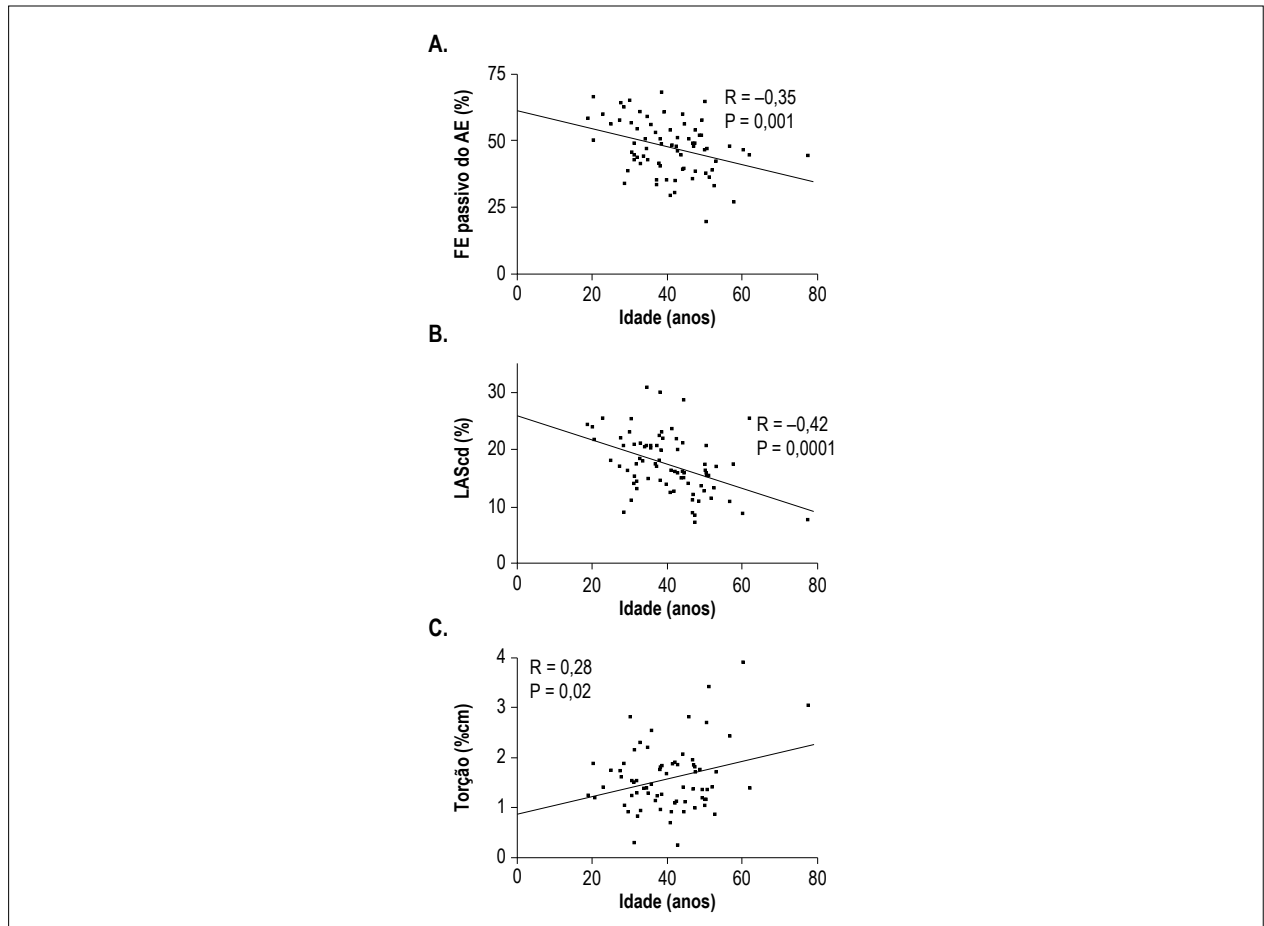 A.
FE passivo do AE (%)
75
50
25
0
R = –0,35
P = 0,001
0 20 40 60 80
Idade (anos)
B.
LAScd (%)
30
20
10
0
R = –0,42
P = 0,0001
0 20 40 60 80
Idade (anos)
C.
Torção (%cm)
4
3
2
1
0
R = 0,28
P = 0,02
0 20 40 60 80
Idade (anos)